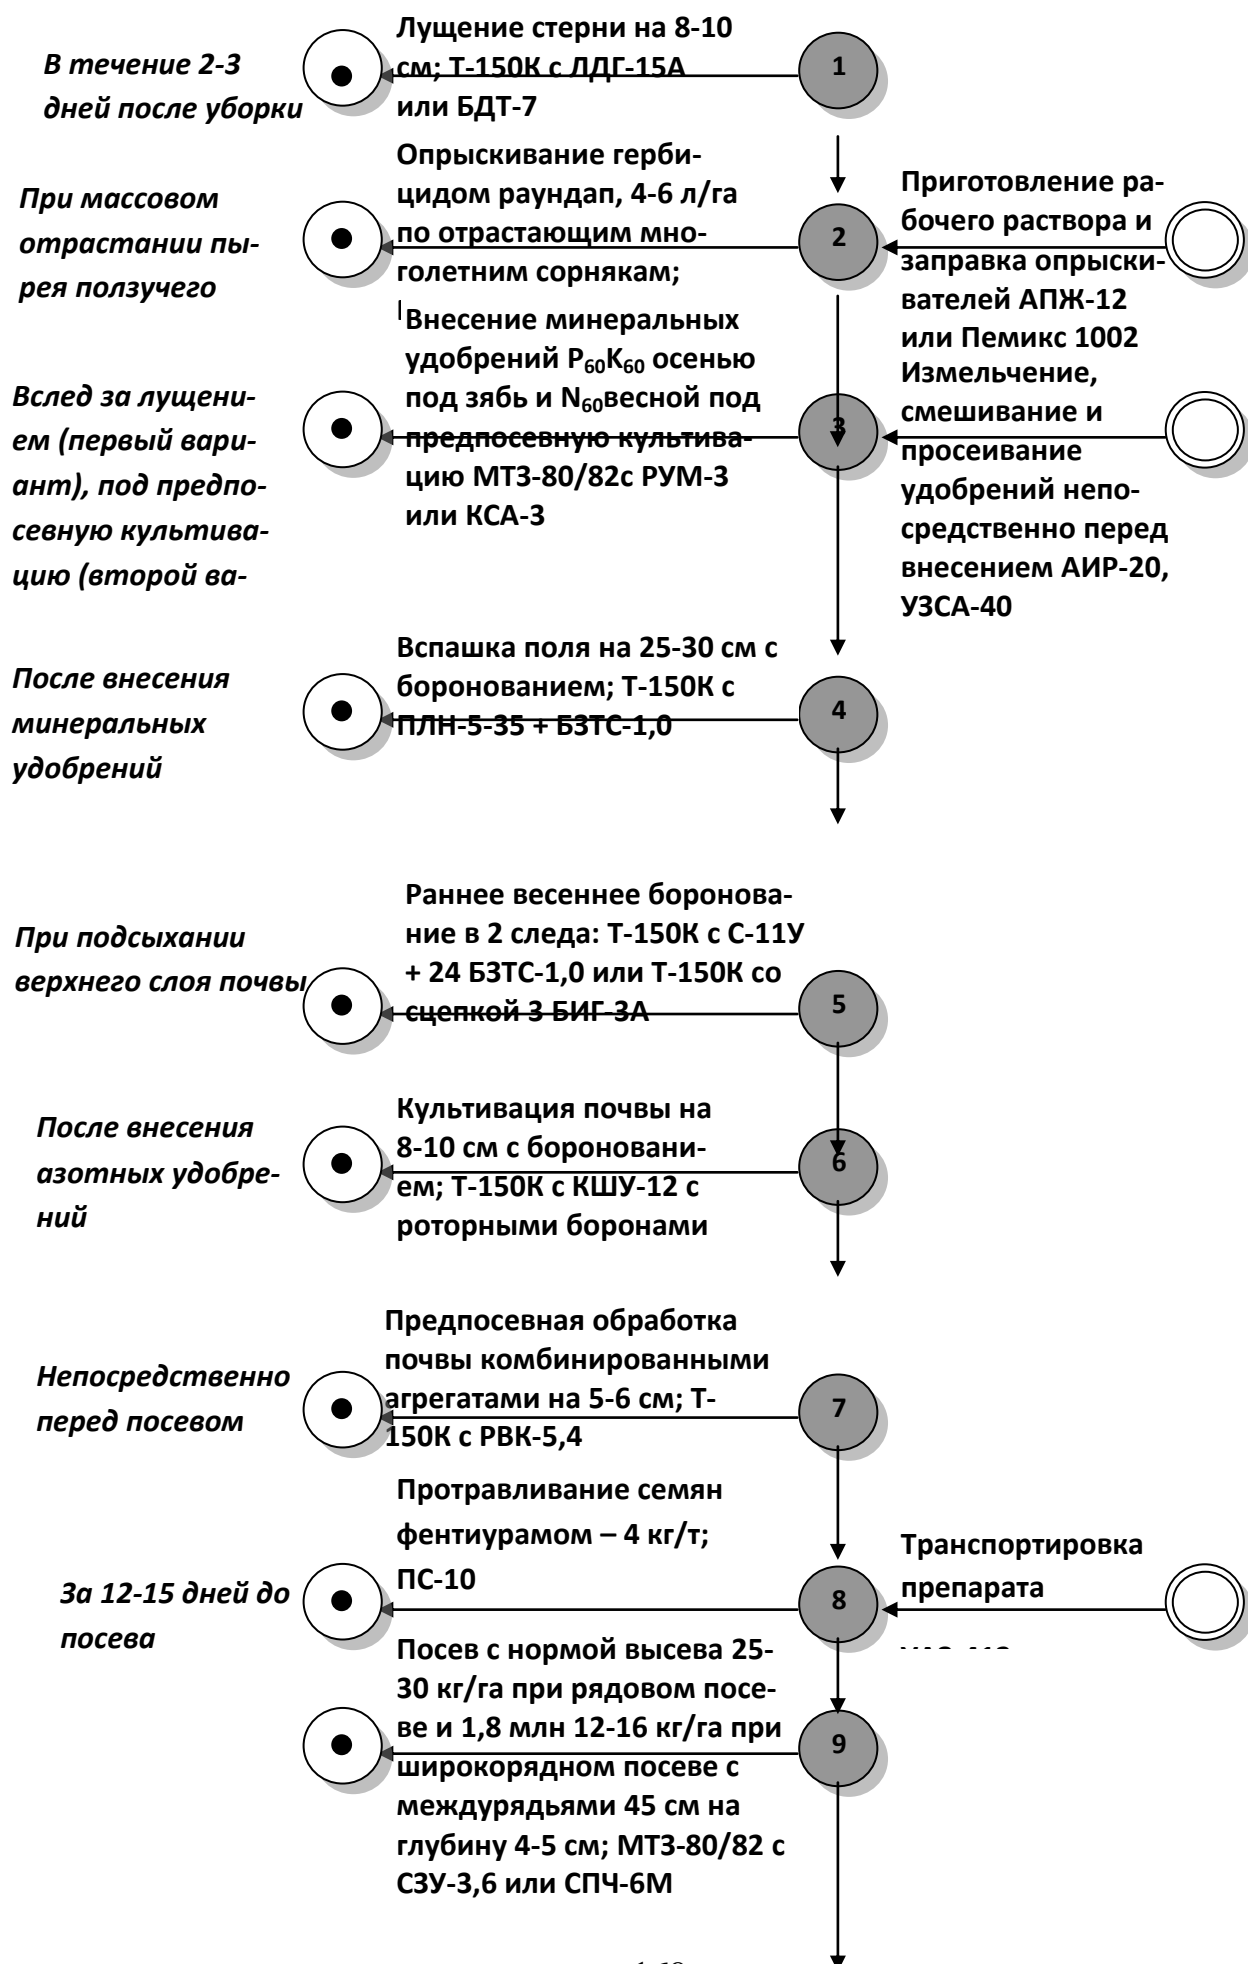 В течение 2-3
дней после уборки
Лущение стерни на 8-10
см; Т-150К с ЛДГ-15А
или БДТ-7
1
При массовом
отрастании пы-
рея ползучего
Опрыскивание герби-
цидом раундап, 4-6 л/га
по отрастающим мно-
голетним сорнякам;
2
Приготовление ра-
бочего раствора и
заправка опрыски-
вателей АПЖ-12
или Пемикс 1002
Вслед за лущени-
ем (первый вари-
ант), под предпо-
севную культива-
цию (второй ва-
Внесение минеральных
удобрений P₆₀K₆₀ осенью
под зябь и N₆₀весной под
предпосевную культива-
цию МТЗ-80/82с РУМ-3
или КСА-3
3
Измельчение,
смешивание и
просеивание
удобрений непо-
средственно перед
внесением АИР-20,
УЗСА-40
После внесения
минеральных
удобрений
Вспашка поля на 25-30 см с
боронованием; Т-150К с
ПЛН-5-35 + БЗТС-1,0
4
При подсыхании
верхнего слоя почвы
Раннее весеннее боронова-
ние в 2 следа: Т-150К с С-11У
+ 24 БЗТС-1,0 или Т-150К со
сцепкой 3 БИГ-3А
5
После внесения
азотных удобре-
ний
Культивация почвы на
8-10 см с бороновани-
ем; Т-150К с КШУ-12 с
роторными боронами
6
Непосредственно
перед посевом
Предпосевная обработка
почвы комбинированными
агрегатами на 5-6 см; Т-
150К с РВК-5,4
7
За 12-15 дней до
посева
Протравливание семян
фентиурамом – 4 кг/т;
ПС-10
8
Транспортировка
препарата
Посев с нормой высева 25-
30 кг/га при рядовом посе-
ве и 1,8 млн 12-16 кг/га при
широкорядном посеве с
междурядьями 45 см на
глубину 4-5 см; МТЗ-80/82 с
СЗУ-3,6 или СПЧ-6М
9